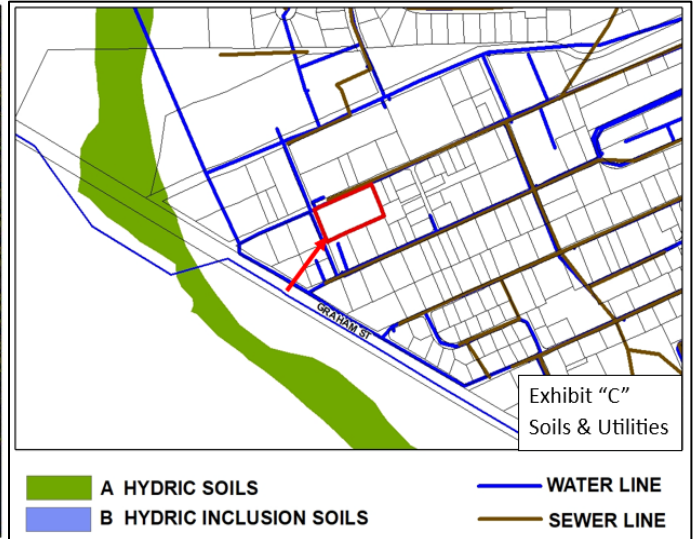 GRAHAM ST
Exhibit “C”
Soils & Utilities
A HYDRIC SOILS
B HYDRIC INCLUSION SOILS
WATER LINE
SEWER LINE